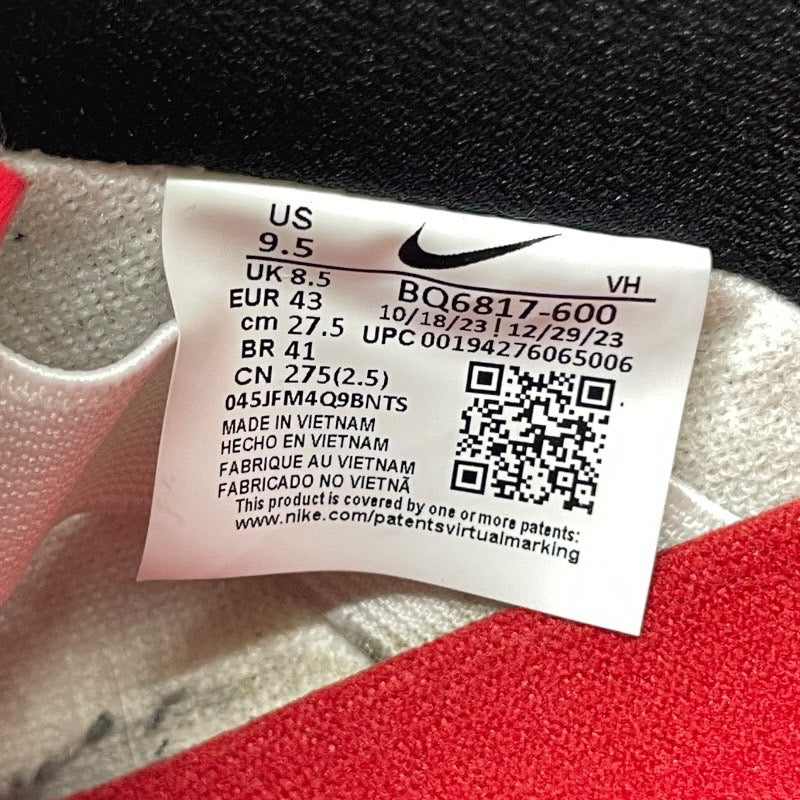 US
9.5
VH
UK 8.5
BQ6817-600
EUR 43
10/18/23 | 12/29/23
cm 27.5
UPC 00194276065006
BR 41
CN 275(2.5)
045JFM4Q9BNTS
MADE IN VIETNAM
HECHO EN VIETNAM
FABRIQUE AU VIETNAM
FABRICADO NO VIETNÃ
This product is covered by one or more patents:
www.nike.com/patentsvirtualmarking